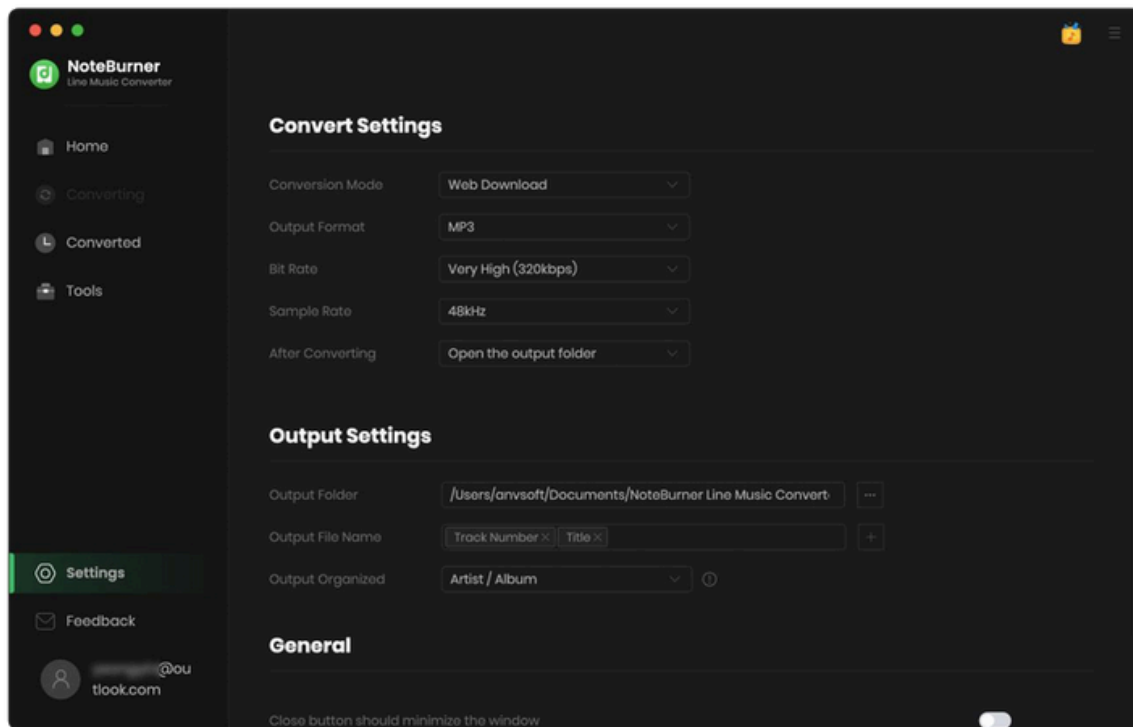 NoteBurner
Line Music Converter
Home
Converting
Converted
Tools
Settings
Feedback
@ou
tlook.com
Convert Settings
Conversion Mode Web Download
Output Format MP3
Bit Rate Very High (320kbps)
Sample Rate 48kHz
After Converting Open the output folder
Output Settings
Output Folder /Users/anvsoft/Documents/NoteBurner Line Music Convert
Output File Name Track Number × Title ×
Output Organized Artist / Album
General
Close button should minimize the window